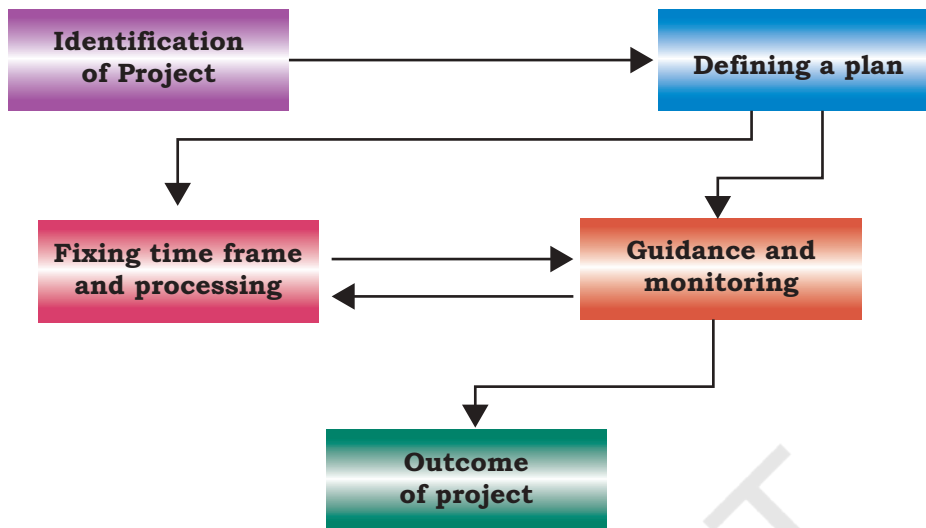 Identification
of Project
Defining a plan
Fixing time frame
and processing
Guidance and
monitoring
Outcome
of project